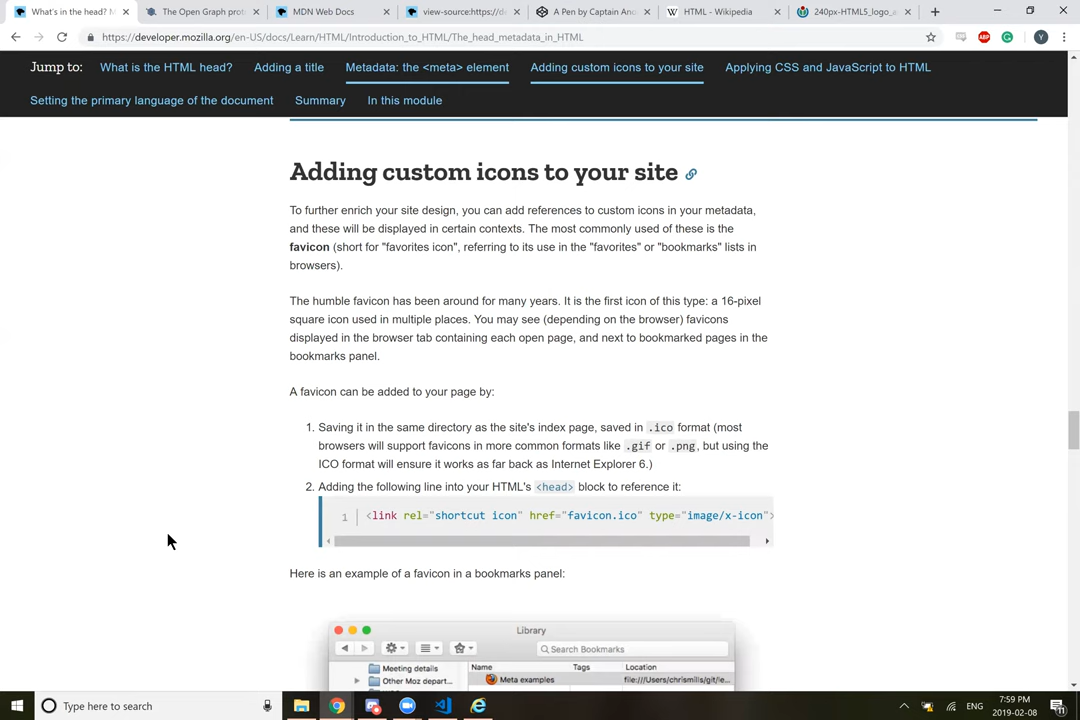 What's in the head? M
The Open Graph prot
MDN Web Docs
view-source:https://de
A Pen by Captain Ano
HTML - Wikipedia
240px-HTML5_logo_a
https://developer.mozilla.org/en-US/docs/Learn/HTML/Introduction_to_HTML/The_head_metadata_in_HTML
ABP
G
Y
Jump to: What is the HTML head? Adding a title Metadata: the <meta> element Adding custom icons to your site Applying CSS and JavaScript to HTML
Setting the primary language of the document Summary In this module
Adding custom icons to your site
To further enrich your site design, you can add references to custom icons in your metadata,
and these will be displayed in certain contexts. The most commonly used of these is the
favicon (short for "favorites icon", referring to its use in the "favorites" or "bookmarks" lists in
browsers).
The humble favicon has been around for many years. It is the first icon of this type: a 16-pixel
square icon used in multiple places. You may see (depending on the browser) favicons
displayed in the browser tab containing each open page, and next to bookmarked pages in the
bookmarks panel.
A favicon can be added to your page by:
1. Saving it in the same directory as the site's index page, saved in .ico format (most
browsers will support favicons in more common formats like .gif or .png, but using the
ICO format will ensure it works as far back as Internet Explorer 6.)
2. Adding the following line into your HTML's <head> block to reference it:
1 <link rel="shortcut icon" href="favicon.ico" type="image/x-icon">
Here is an example of a favicon in a bookmarks panel:
Library
Search Bookmarks
Meeting details
Name Tags Location
Other Moz depart...
Meta examples file:///Users/chrismills/git/le...
Type here to search
ENG
7:59 PM
2019-02-08
11